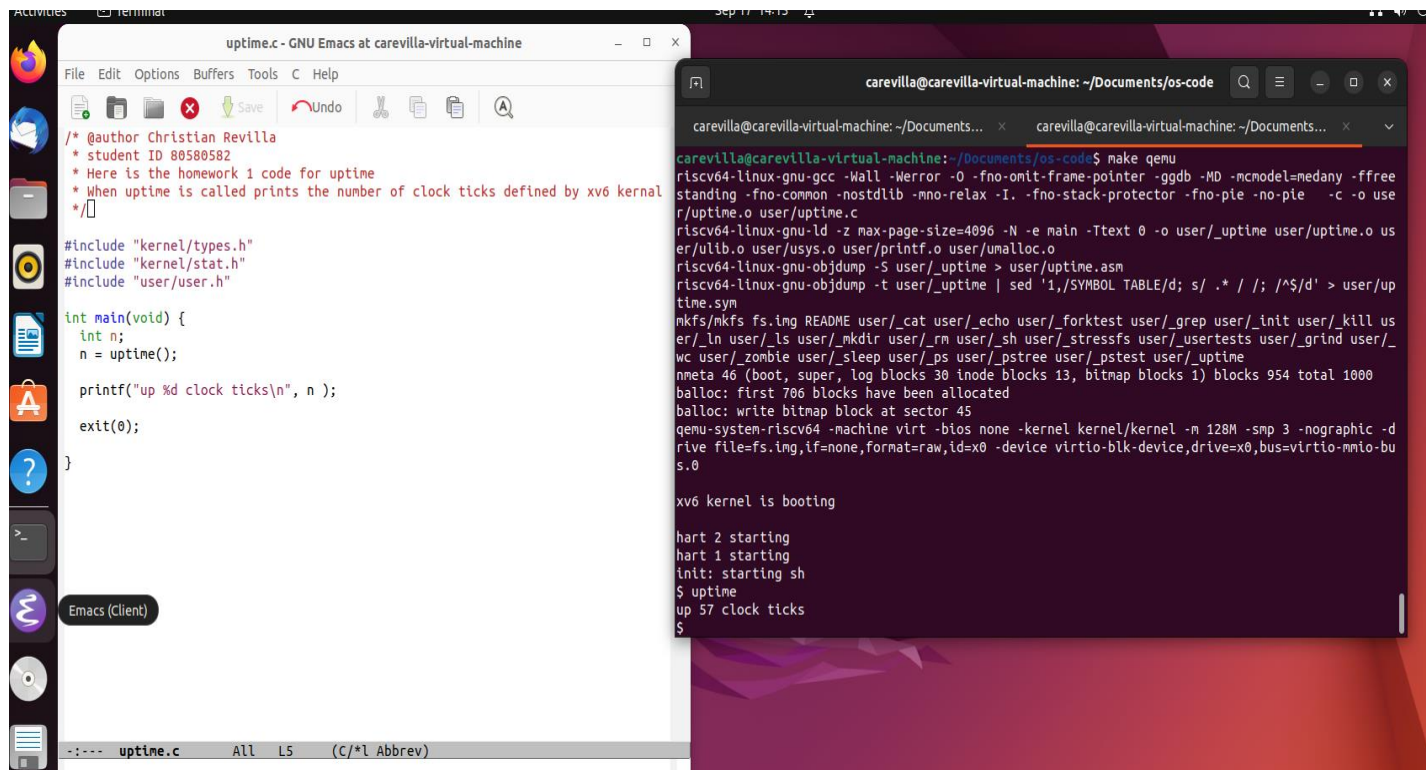 Activities
Terminal
Sep 17 14:15
uptime.c - GNU Emacs at carevilla-virtual-machine
File Edit Options Buffers Tools C Help
Save Undo
/* @author Christian Revilla
 * student ID 80580582
 * Here is the homework 1 code for uptime
 * When uptime is called prints the number of clock ticks defined by xv6 kernal
 */
#include "kernel/types.h"
#include "kernel/stat.h"
#include "user/user.h"
int main(void) {
  int n;
  n = uptime();
  printf("up %d clock ticks\n", n );
  exit(0);
}
Emacs (Client)
-:--- uptime.c All L5 (C/*l Abbrev)
carevilla@carevilla-virtual-machine: ~/Documents/os-code
carevilla@carevilla-virtual-machine: ~/Documents... × carevilla@carevilla-virtual-machine: ~/Documents... ×
carevilla@carevilla-virtual-machine:~/Documents/os-code$ make qemu
riscv64-linux-gnu-gcc -Wall -Werror -O -fno-omit-frame-pointer -ggdb -MD -mcmodel=medany -ffree
standing -fno-common -nostdlib -mno-relax -I. -fno-stack-protector -fno-pie -no-pie   -c -o use
r/uptime.o user/uptime.c
riscv64-linux-gnu-ld -z max-page-size=4096 -N -e main -Ttext 0 -o user/_uptime user/uptime.o us
er/ulib.o user/usys.o user/printf.o user/umalloc.o
riscv64-linux-gnu-objdump -S user/_uptime > user/uptime.asm
riscv64-linux-gnu-objdump -t user/_uptime | sed '1,/SYMBOL TABLE/d; s/ .* / /; /^$/d' > user/up
time.sym
mkfs/mkfs fs.img README user/_cat user/_echo user/_forktest user/_grep user/_init user/_kill us
er/_ln user/_ls user/_mkdir user/_rm user/_sh user/_stressfs user/_usertests user/_grind user/_
wc user/_zombie user/_sleep user/_ps user/_pstree user/_pstest user/_uptime
nmeta 46 (boot, super, log blocks 30 inode blocks 13, bitmap blocks 1) blocks 954 total 1000
balloc: first 706 blocks have been allocated
balloc: write bitmap block at sector 45
qemu-system-riscv64 -machine virt -bios none -kernel kernel/kernel -m 128M -smp 3 -nographic -d
rive file=fs.img,if=none,format=raw,id=x0 -device virtio-blk-device,drive=x0,bus=virtio-mmio-bu
s.0
xv6 kernel is booting
hart 2 starting
hart 1 starting
init: starting sh
$ uptime
up 57 clock ticks
$